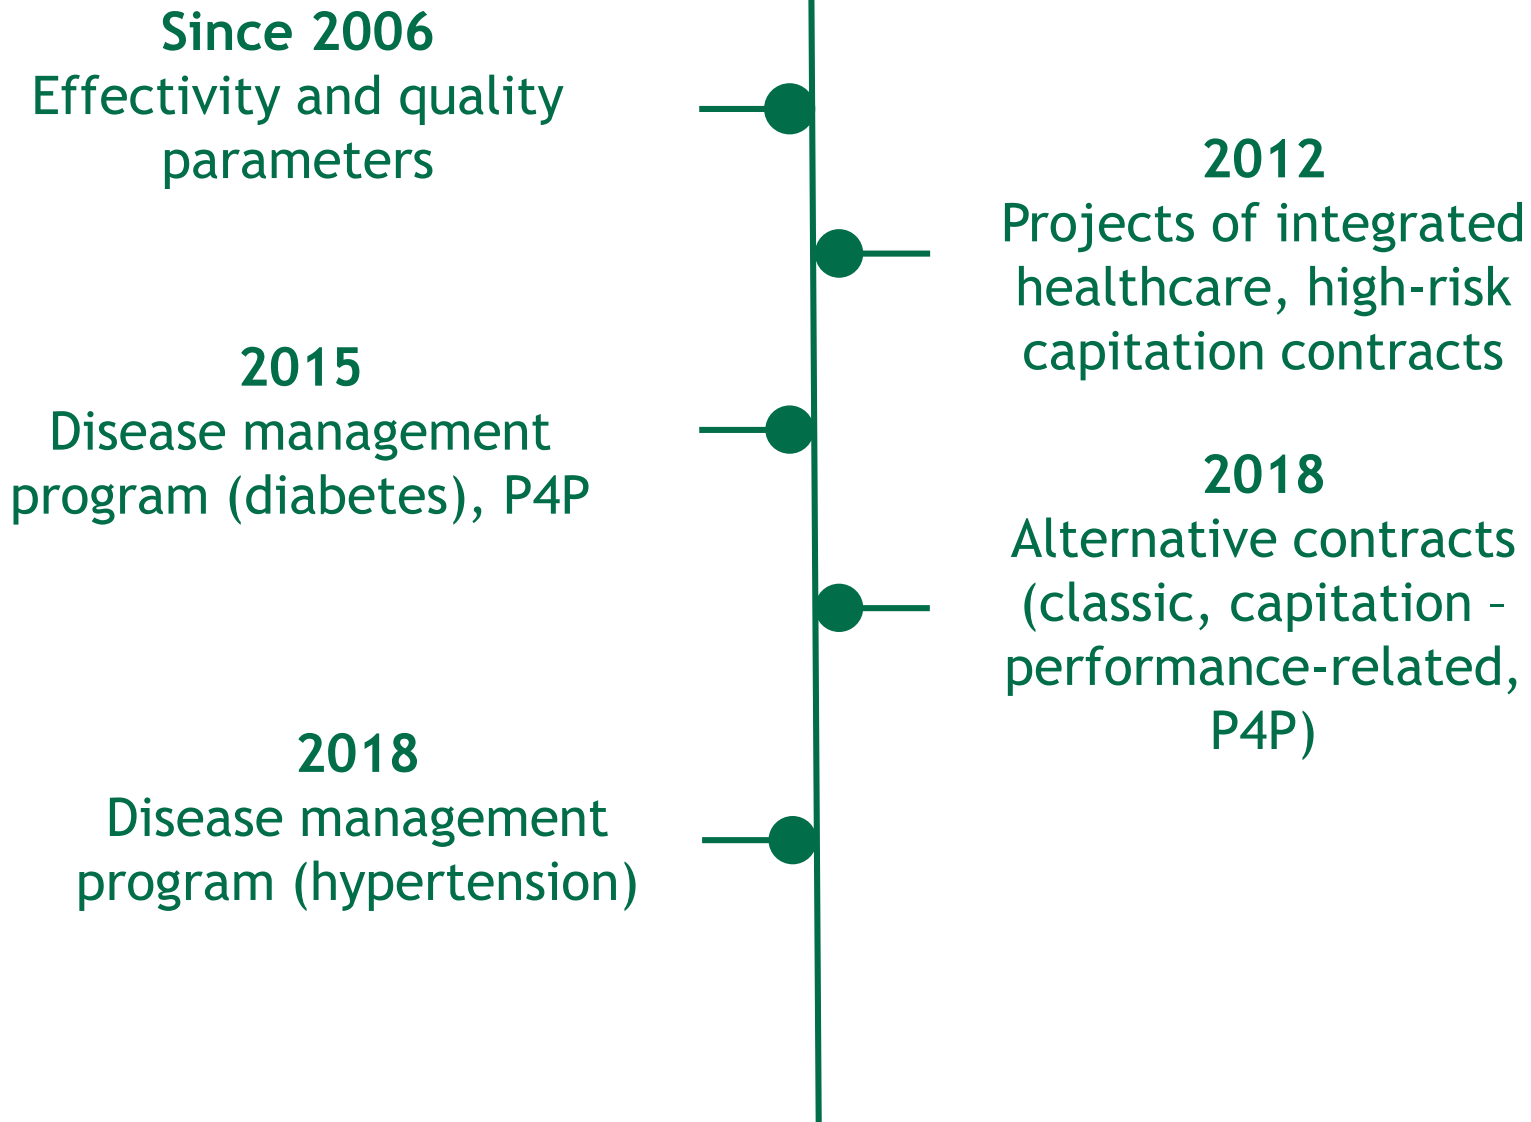 Since 2006
Effectivity and quality
parameters
2012
Projects of integrated
healthcare, high-risk
capitation contracts
2015
Disease management
program (diabetes), P4P
2018
Alternative contracts
(classic, capitation –
performance-related,
P4P)
2018
Disease management
program (hypertension)